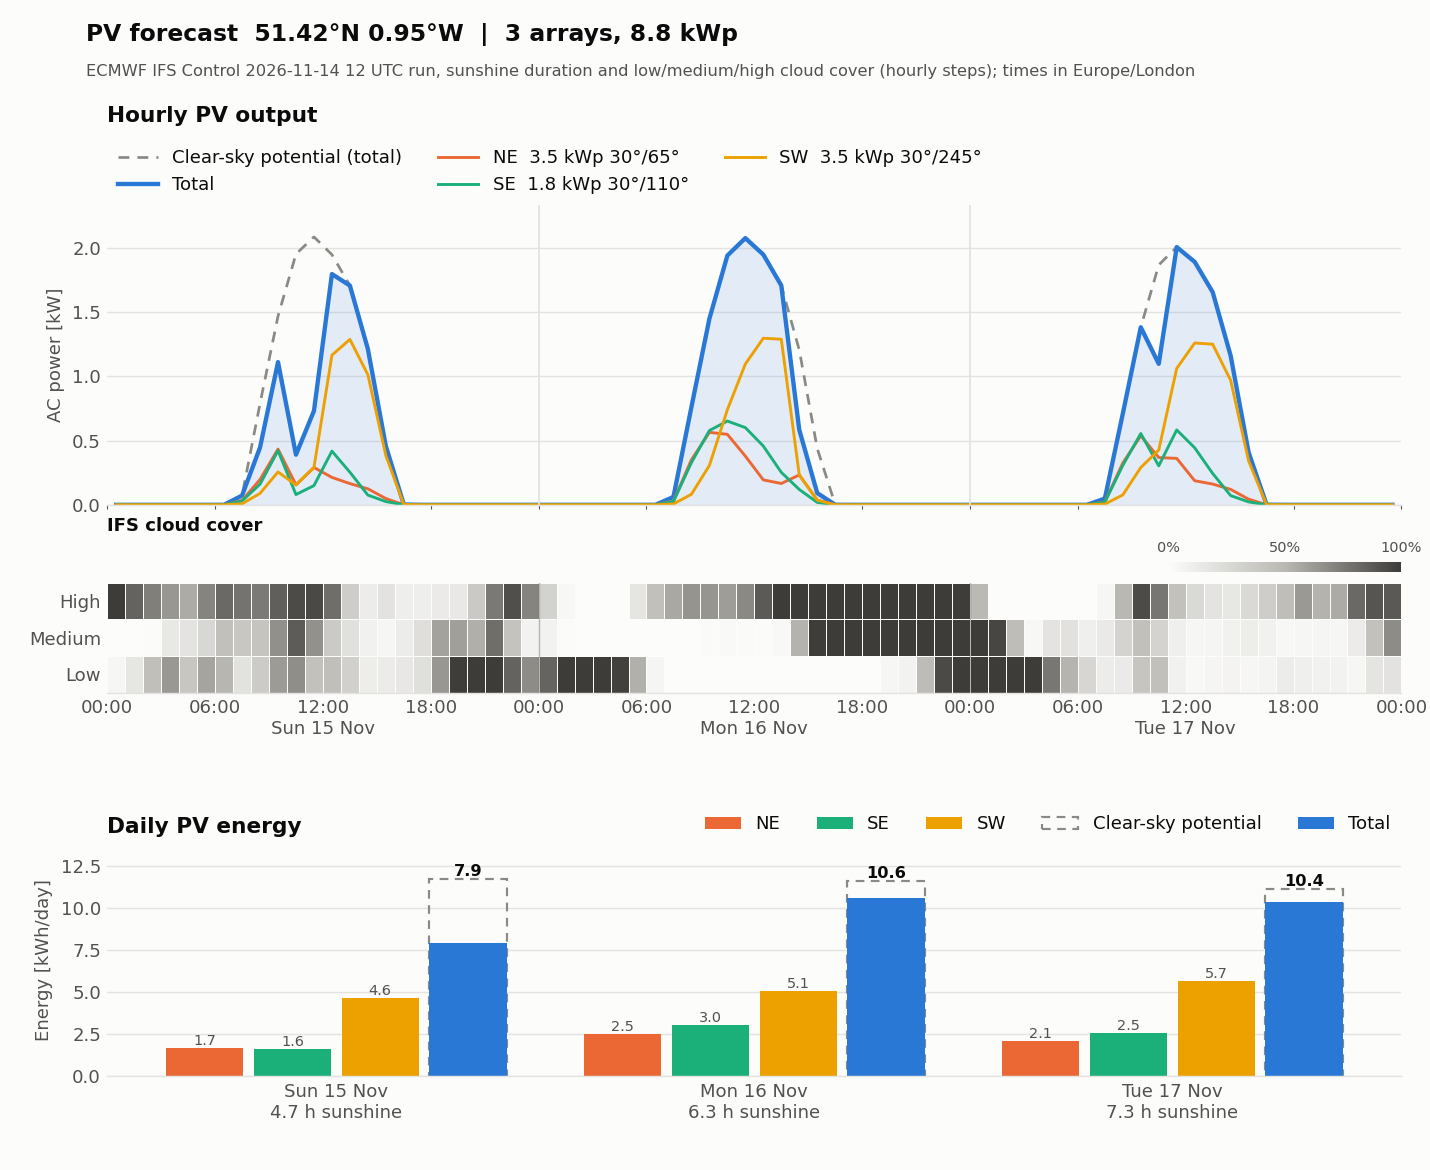 PV forecast  51.42°N 0.95°W  |  3 arrays, 8.8 kWp
ECMWF IFS Control 2026-11-14 12 UTC run, sunshine duration and low/medium/high cloud cover (hourly steps); times in Europe/London
Hourly PV output
Clear-sky potential (total)
Total
NE  3.5 kWp 30°/65°
SE  1.8 kWp 30°/110°
SW  3.5 kWp 30°/245°
AC power [kW]
2.0
1.5
1.0
0.5
0.0
IFS cloud cover
0% 50% 100%
High
Medium
Low
00:00 06:00 12:00 18:00 00:00 06:00 12:00 18:00 00:00 06:00 12:00 18:00 00:00
Sun 15 Nov Mon 16 Nov Tue 17 Nov
Daily PV energy
NE SE SW Clear-sky potential Total
Energy [kWh/day]
12.5
10.0
7.5
5.0
2.5
0.0
1.7 1.6 4.6 7.9
2.5 3.0 5.1 10.6
2.1 2.5 5.7 10.4
Sun 15 Nov
4.7 h sunshine
Mon 16 Nov
6.3 h sunshine
Tue 17 Nov
7.3 h sunshine